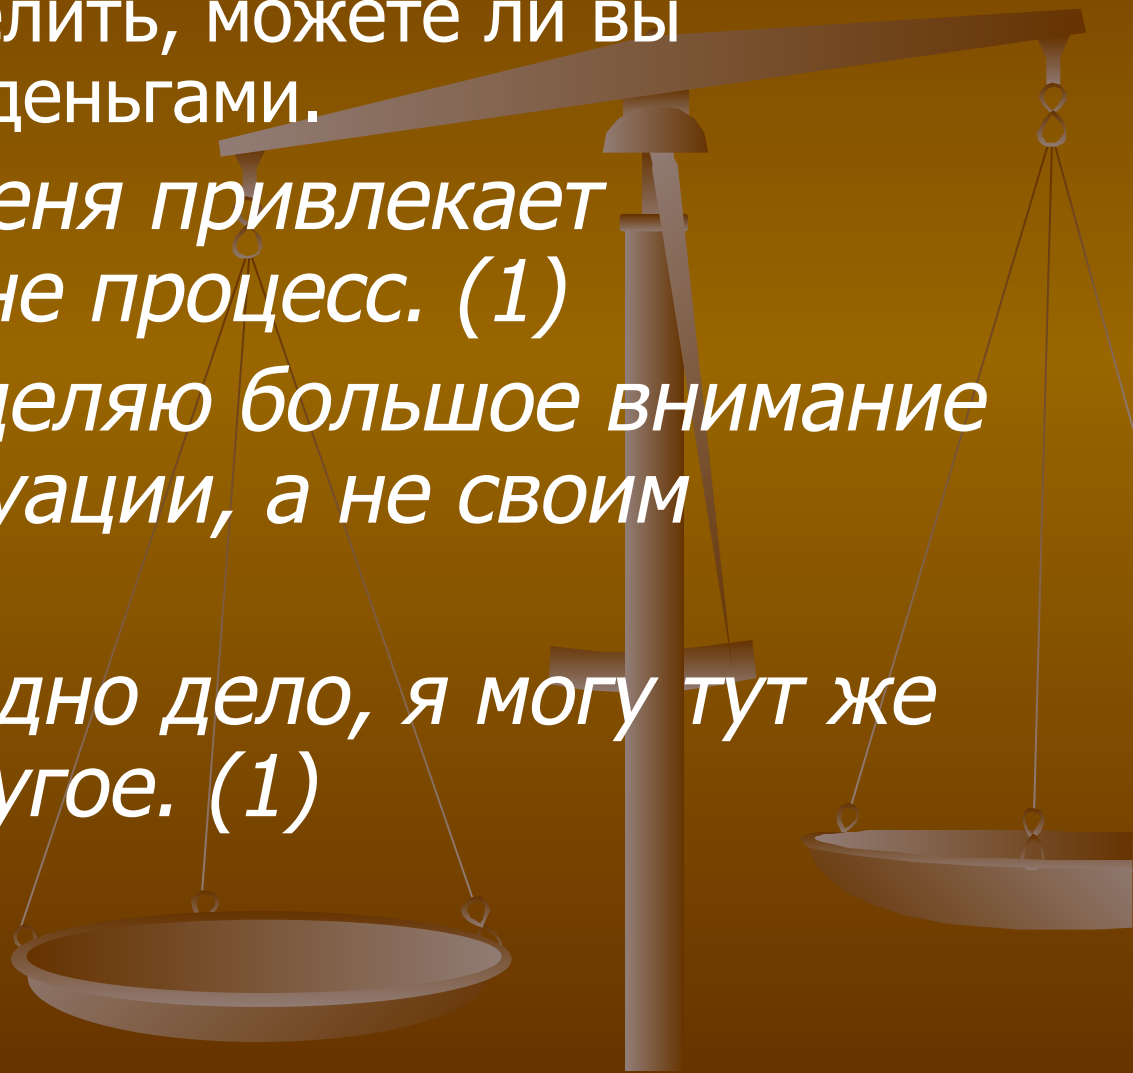 елить, можете ли вы
деньгами.
еня привлекает
не процесс. (1)
деляю большое внимание
уации, а не своим
дно дело, я могу тут же
угое. (1)